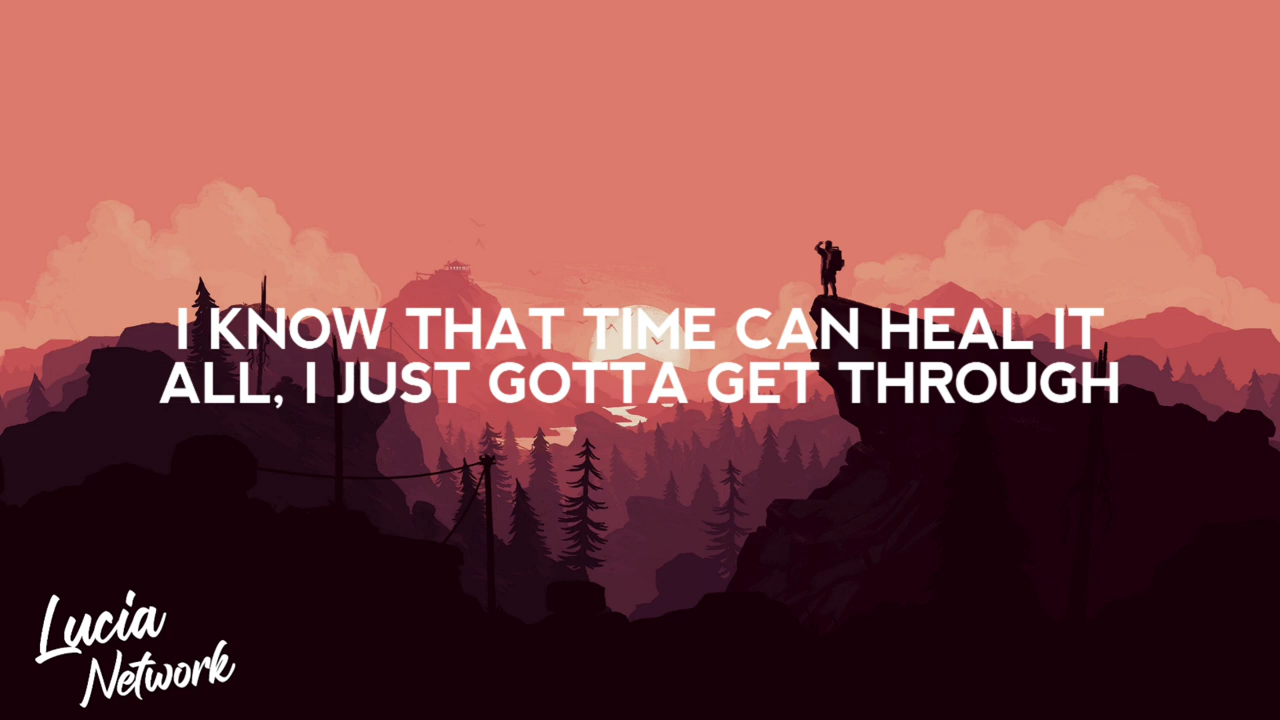 I KNOW THAT TIME CAN HEAL IT
ALL, I JUST GOTTA GET THROUGH
Lucia
Network